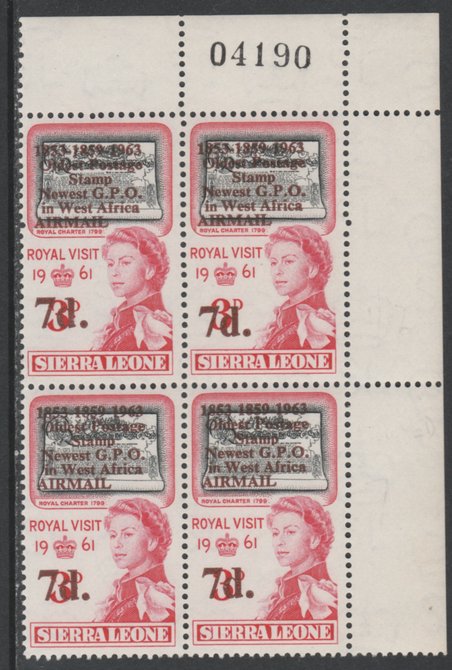 04190
1853-1859-1963
Oldest Postage
Stamp
Newest G.P.O.
in West Africa
AIRMAIL
ROYAL CHARTER 1799
ROYAL VISIT
19 61
7d.
3D
SIERRA LEONE
1853-1859-1963
Oldest Postage
Stamp
Newest G.P.O.
in West Africa
AIRMAIL
ROYAL CHARTER 1799
ROYAL VISIT
19 61
7d.
3D
SIERRA LEONE
1853-1859-1963
Oldest Postage
Stamp
Newest G.P.O.
in West Africa
AIRMAIL
ROYAL CHARTER 1799
ROYAL VISIT
19 61
7d.
3D
SIERRA LEONE
1853-1859-1963
Oldest Postage
Stamp
Newest G.P.O.
in West Africa
AIRMAIL
ROYAL CHARTER 1799
ROYAL VISIT
19 61
7d.
3D
SIERRA LEONE